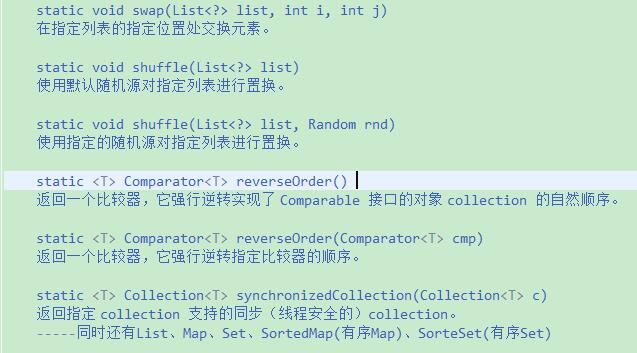 static void swap(List<?> list, int i, int j)
在指定列表的指定位置处交换元素。
static void shuffle(List<?> list)
使用默认随机源对指定列表进行置换。
static void shuffle(List<?> list, Random rnd)
使用指定的随机源对指定列表进行置换。
static <T> Comparator<T> reverseOrder()
返回一个比较器，它强行逆转实现了 Comparable 接口的对象 collection 的自然顺序。
static <T> Comparator<T> reverseOrder(Comparator<T> cmp)
返回一个比较器，它强行逆转指定比较器的顺序。
static <T> Collection<T> synchronizedCollection(Collection<T> c)
返回指定 collection 支持的同步（线程安全的）collection。
-----同时还有List、Map、Set、SortedMap(有序Map)、SorteSet(有序Set)